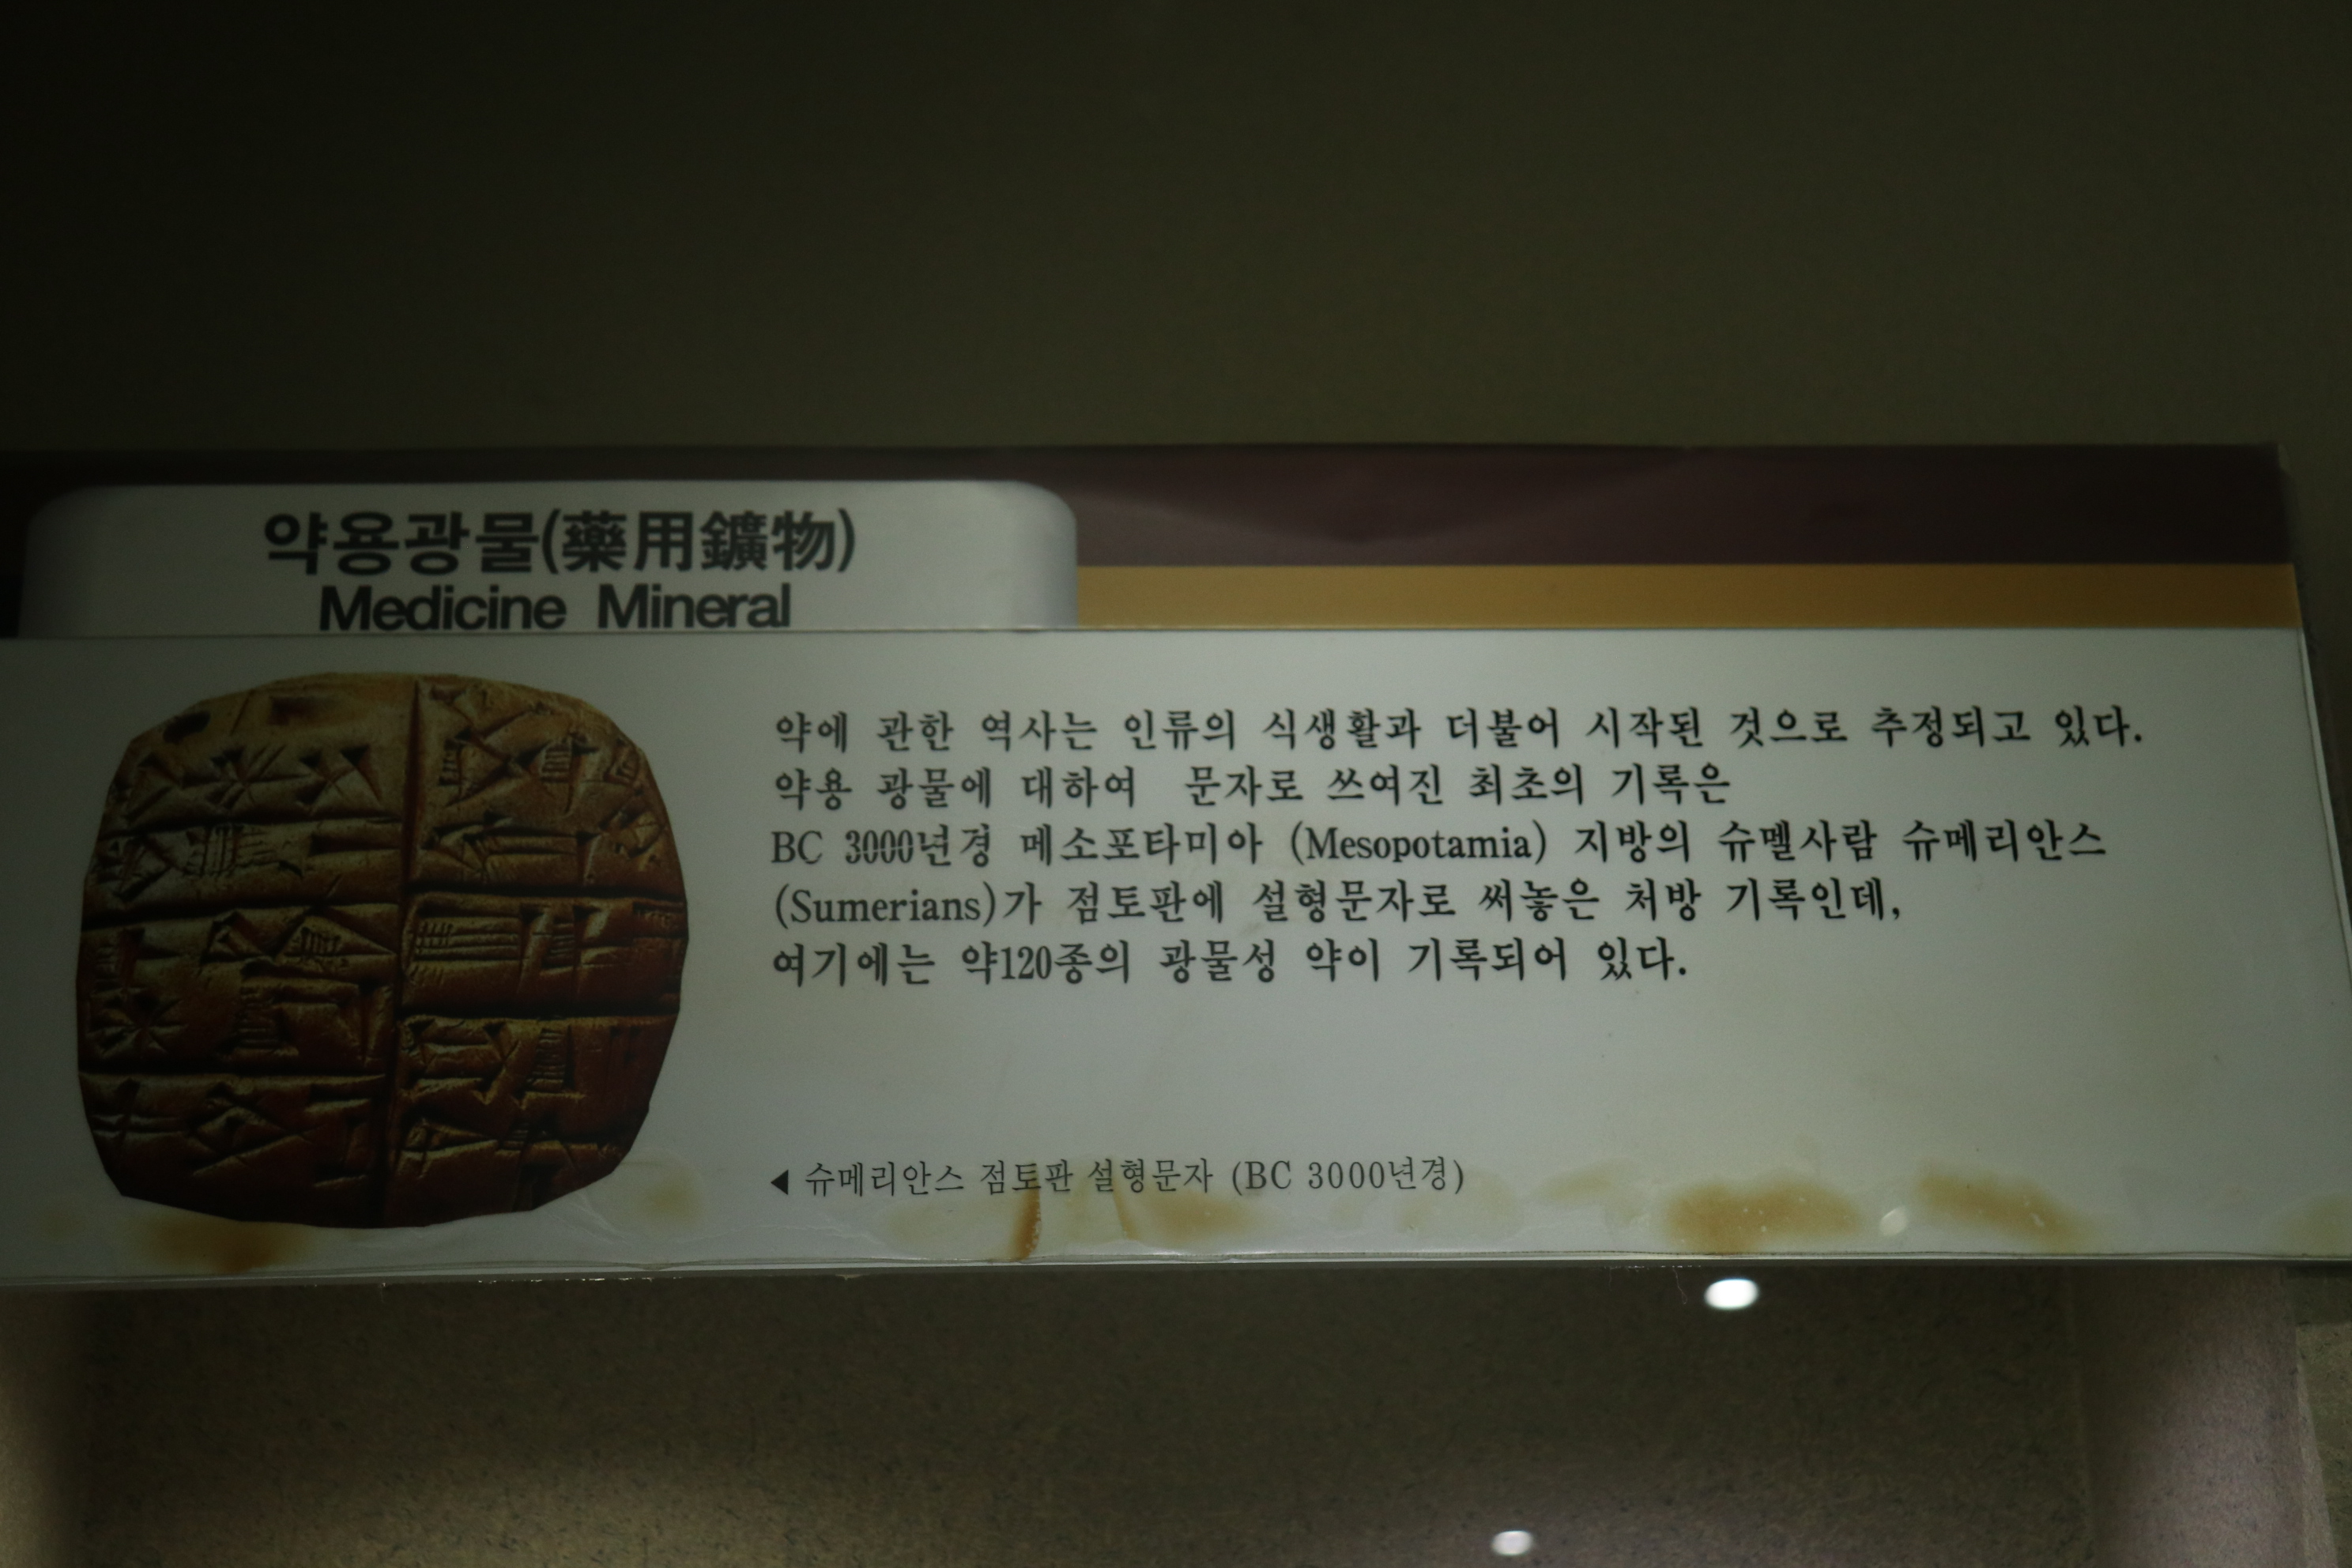 약용광물(藥用鑛物)
Medicine Mineral
약에 관한 역사는 인류의 식생활과 더불어 시작된 것으로 추정되고 있다.
약용 광물에 대하여 문자로 쓰여진 최초의 기록은
BC 3000년경 메소포타미아 (Mesopotamia) 지방의 슈멜사람 슈메리안스
(Sumerians)가 점토판에 설형문자로 써놓은 처방 기록인데,
여기에는 약120종의 광물성 약이 기록되어 있다.
◀ 슈메리안스 점토판 설형문자 (BC 3000년경)